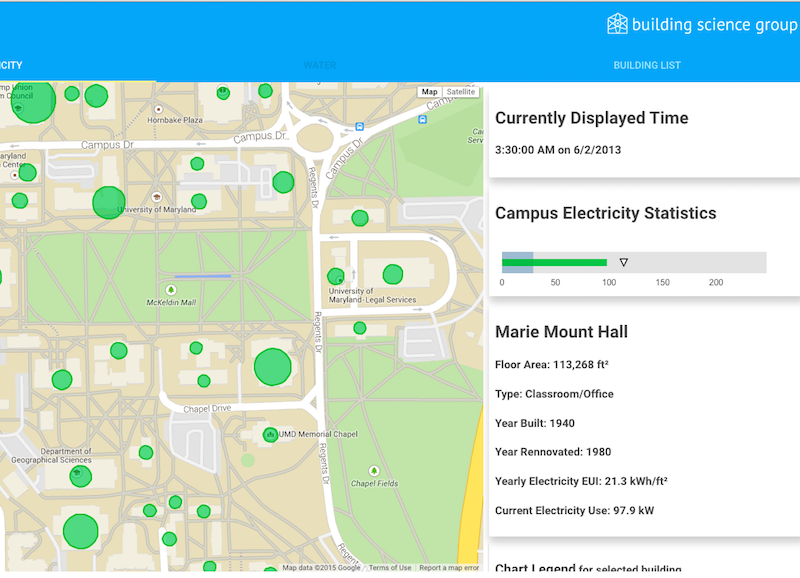 building science group
CITY
WATER
BUILDING LIST
mp Union
m Council
Map
Satellite
Hornbake Plaza
Campus Dr
Campus Dr
Campus Dr
Regents Dr
Maryland
Center
University of Maryland
McKeldin Mall
University of
Maryland-Legal Services
Regents Dr
Chapel Drive
UMD Memorial Chapel
Department of
Geographical Sciences
Regents Dr
Chapel Fields
Regents
Map data ©2015 Google
Terms of Use
Report a map error
Currently Displayed Time
3:30:00 AM on 6/2/2013
Campus Electricity Statistics
0 50 100 150 200
Marie Mount Hall
Floor Area: 113,268 ft²
Type: Classroom/Office
Year Built: 1940
Year Rennovated: 1980
Yearly Electricity EUI: 21.3 kWh/ft²
Current Electricity Use: 97.9 kW
Chart Legend for selected building